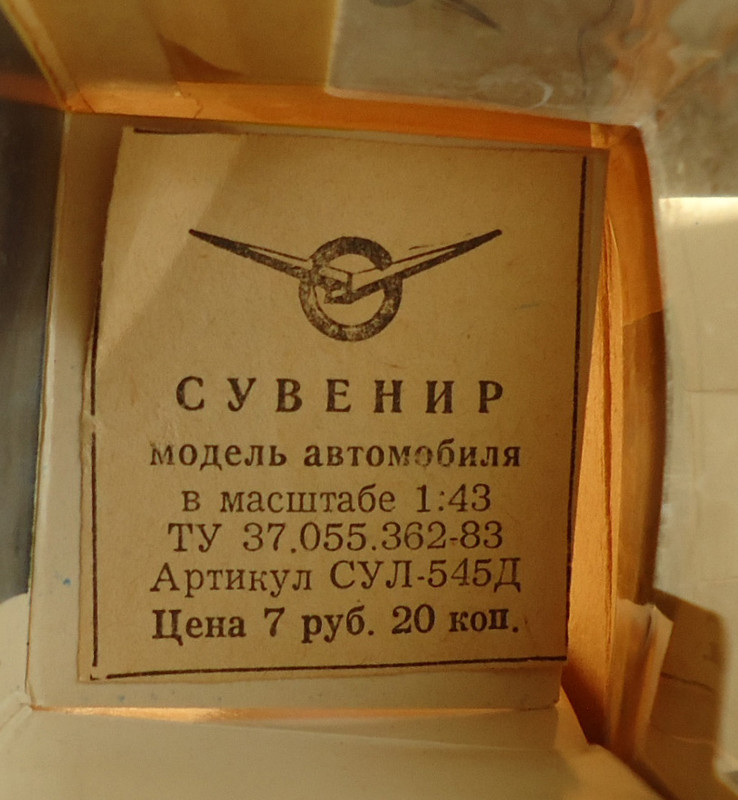 СУВЕНИР
модель автомобиля
в масштабе 1:43
ТУ 37.055.362-83
Артикул СУЛ-545Д
Цена 7 руб. 20 коп.